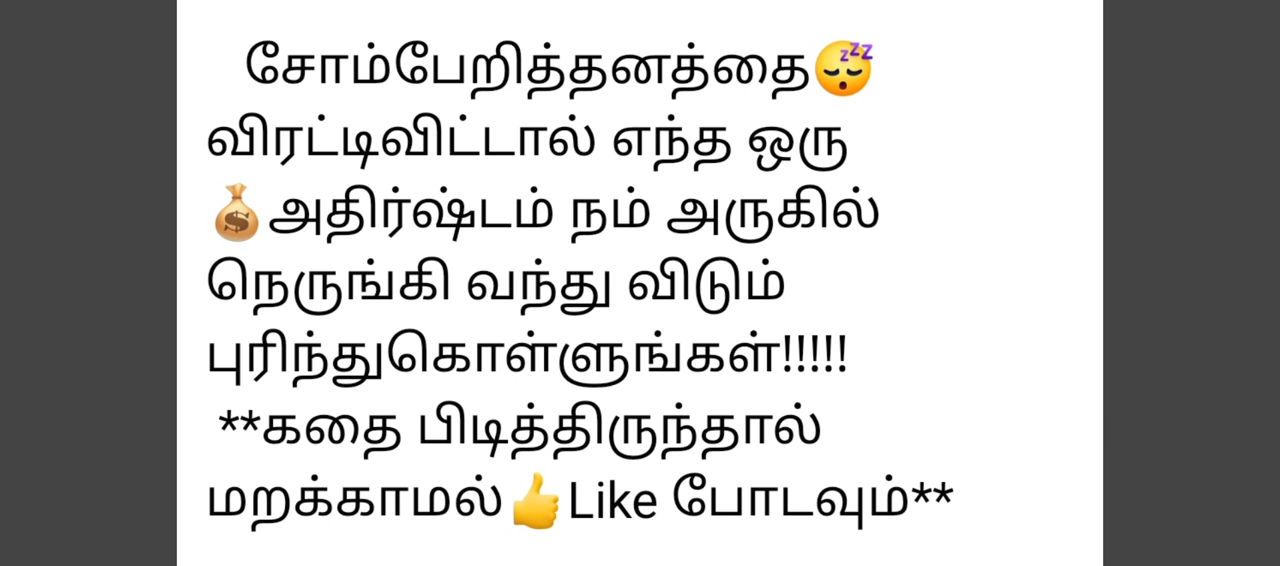 சோம்பேறித்தனத்தை😴
விரட்டிவிட்டால் எந்த ஒரு
💰அதிர்ஷ்டம் நம் அருகில்
நெருங்கி வந்து விடும்
புரிந்துகொள்ளுங்கள்!!!!!
**கதை பிடித்திருந்தால்
மறக்காமல்👍Like போடவும்**